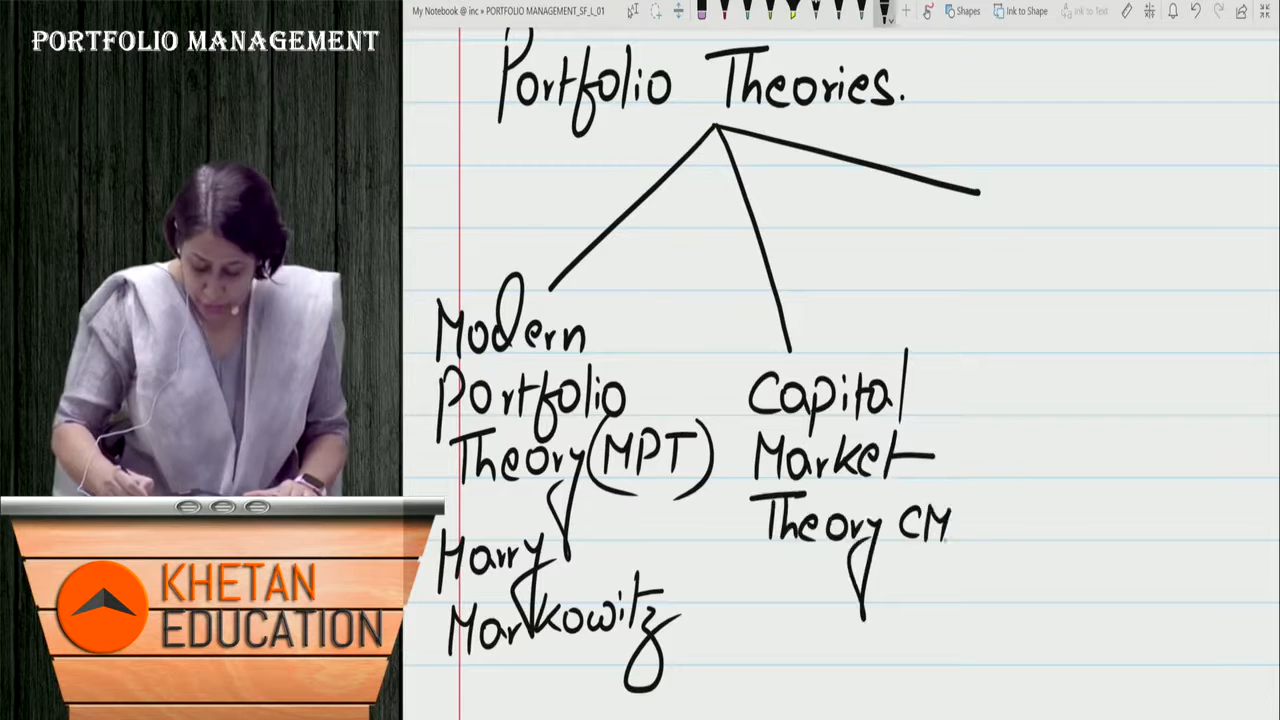 My Notebook @ inc » PORTFOLIO MANAGEMENT_SF_L_01
Shapes
Ink to Shape
Ink to Text
PORTFOLIO MANAGEMENT
Portfolio Theories.
Modern
Portfolio
Theory (MPT)
Harry
Markowitz
Capital
Market
Theory CM
KHETAN
EDUCATION